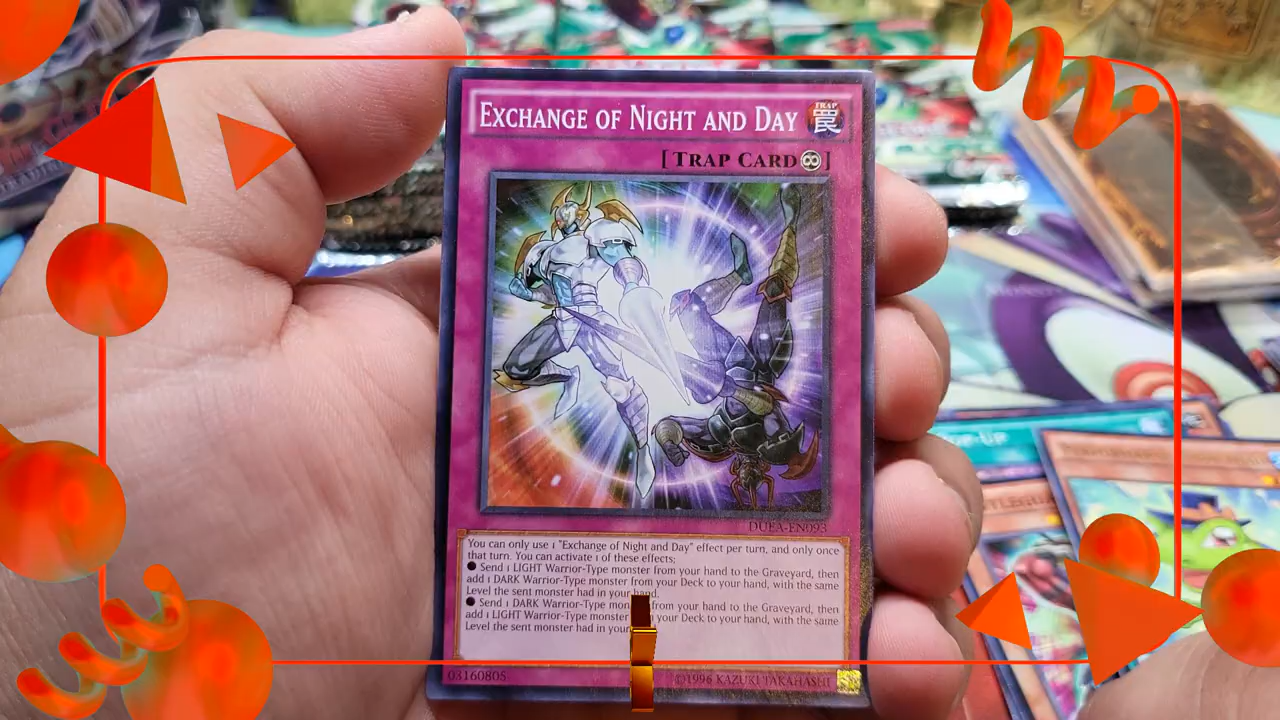 EXCHANGE OF NIGHT AND DAY
TRAP
罠
[TRAP CARD♾]
DUEA-EN093
You can only use 1 "Exchange of Night and Day" effect per turn, and only once
that turn. You can activate 1 of these effects;
● Send 1 LIGHT Warrior-Type monster from your hand to the Graveyard, then
add 1 DARK Warrior-Type monster from your Deck to your hand, with the same
Level the sent monster had in your hand.
● Send 1 DARK Warrior-Type from your hand to the Graveyard, then
add 1 LIGHT Warrior-Type your Deck to your hand, with the same
Level the sent monster had in your
03160805
©1996 KAZUKI TAKAHASHI